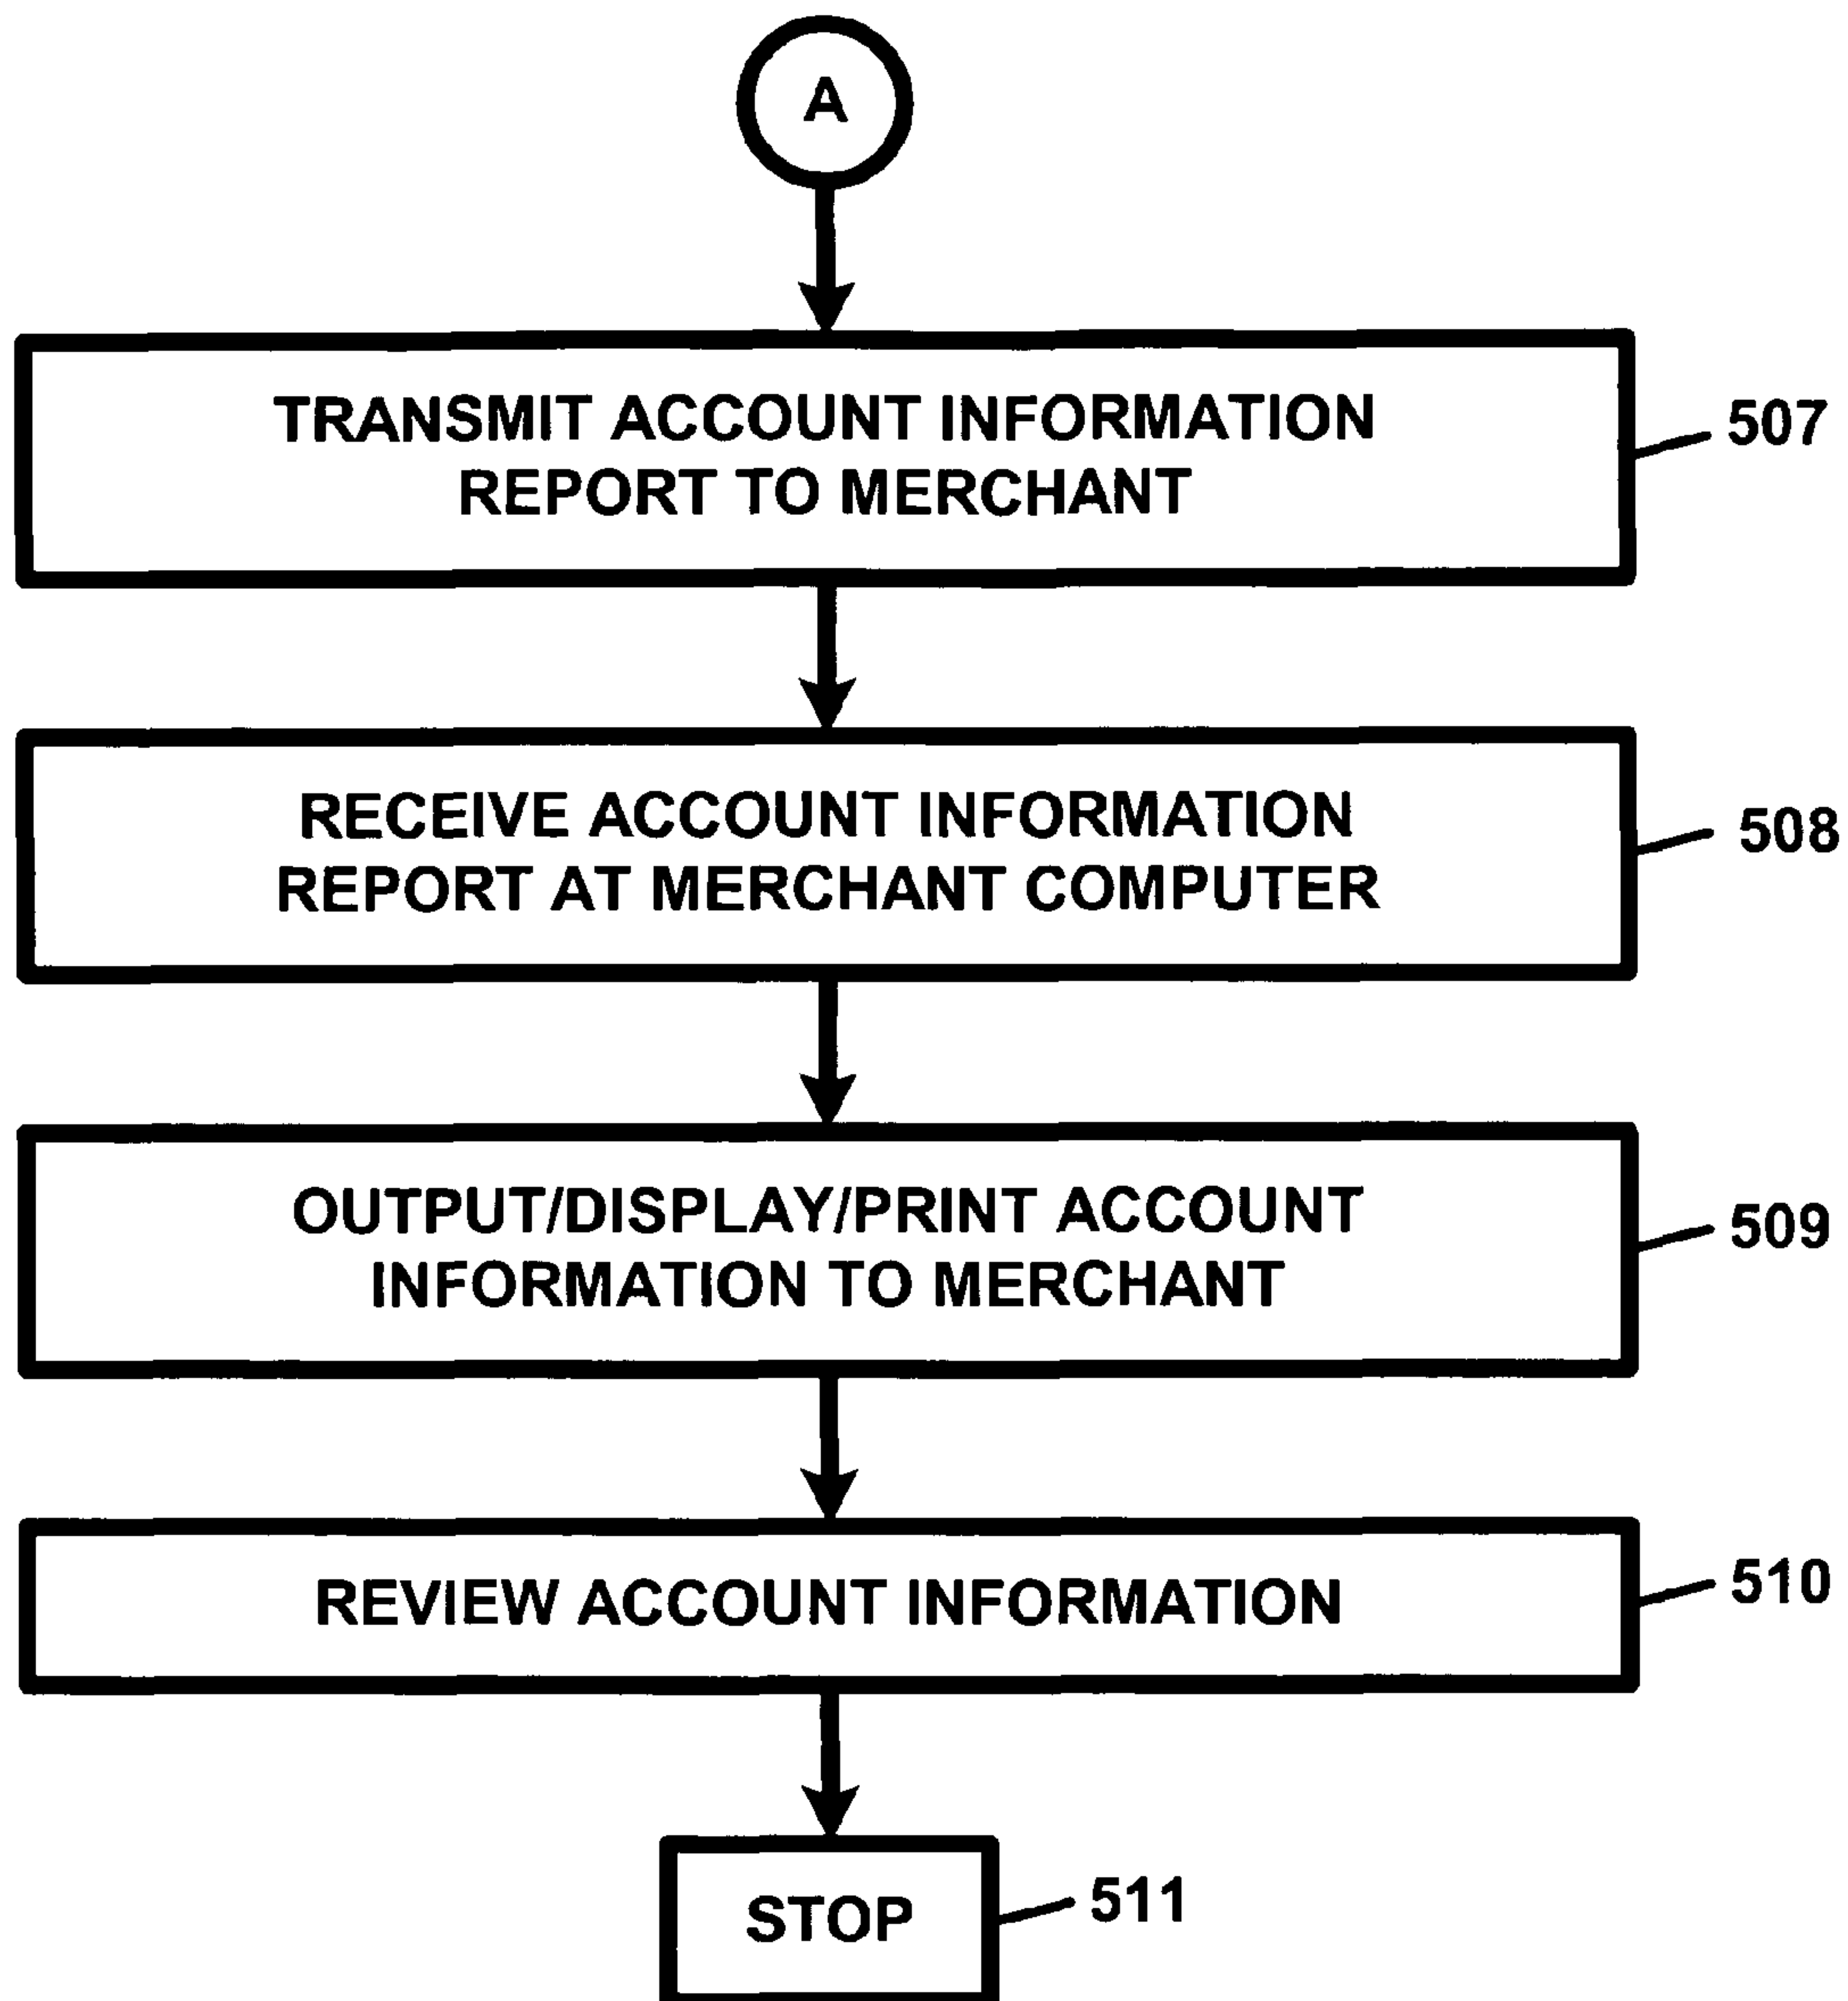 A
TRANSMIT ACCOUNT INFORMATION
REPORT TO MERCHANT
507
RECEIVE ACCOUNT INFORMATION
REPORT AT MERCHANT COMPUTER
508
OUTPUT/DISPLAY/PRINT ACCOUNT
INFORMATION TO MERCHANT
509
REVIEW ACCOUNT INFORMATION
510
STOP
511